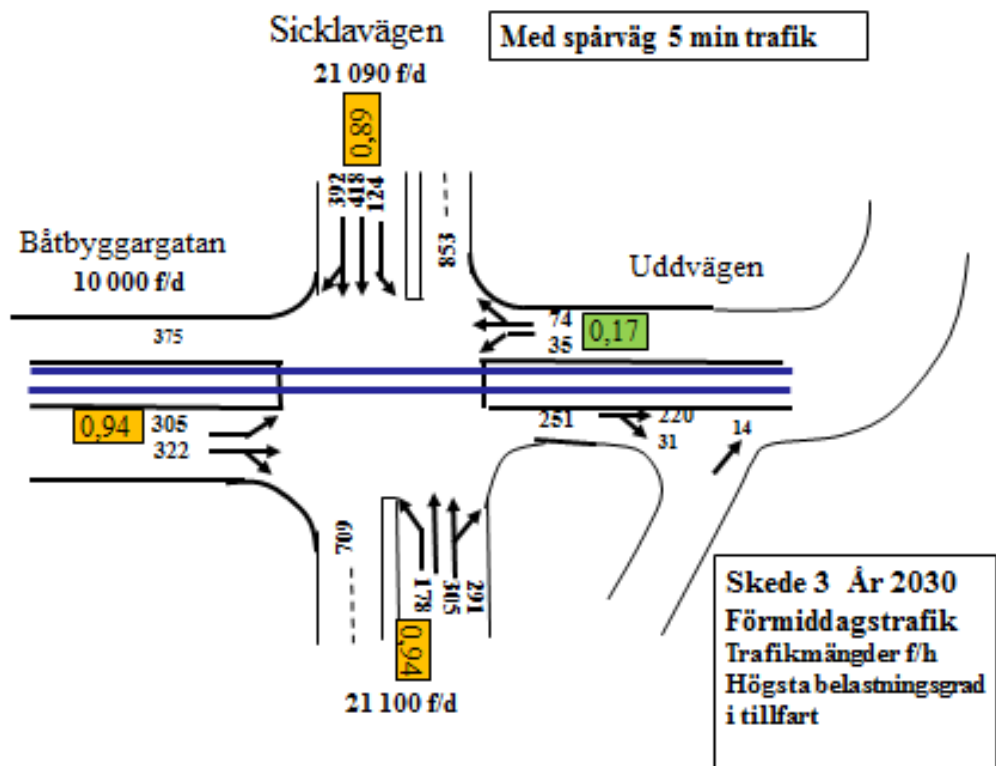 Sicklavägen
21 090 f/d
Med spårväg 5 min trafik
0,89
392
418
124
853
Båtbyggargatan
10 000 f/d
Uddvägen
375
74
35
0,17
0,94
305
322
251
220
31
14
709
178
305
291
0,94
21 100 f/d
Skede 3 År 2030
Förmiddagstrafik
Trafikmängder f/h
Högsta belastningsgrad
i tillfart